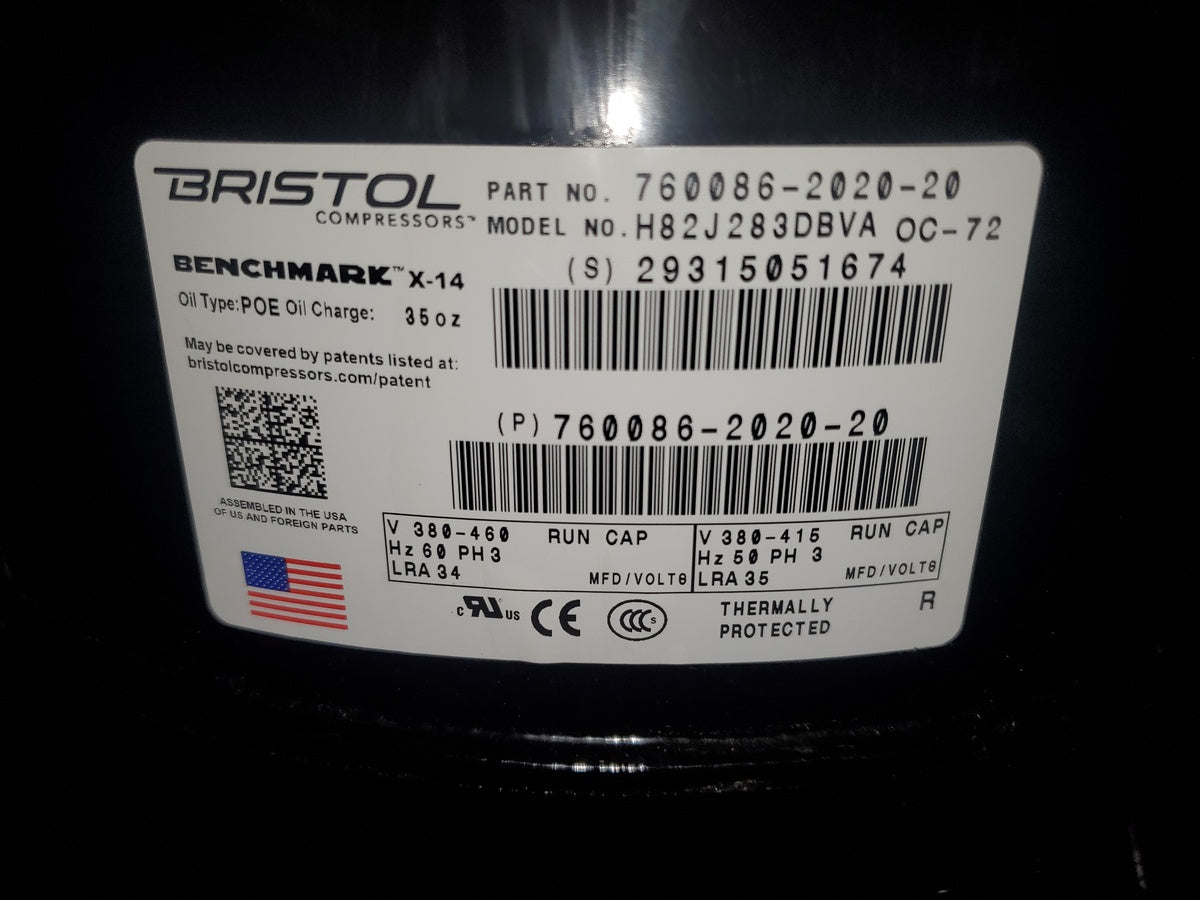 BRISTOL
COMPRESSORS™
PART NO. 760086-2020-20
MODEL NO. H82J283DBVA OC-72
BENCHMARK™ X-14
(S) 29315051674
Oil Type:POE Oil Charge: 35oz
May be covered by patents listed at:
bristolcompressors.com/patent
(P) 760086-2020-20
ASSEMBLED IN THE USA
OF US AND FOREIGN PARTS
V 380-460 RUN CAP
Hz 60 PH 3
LRA 34 MFD/VOLTS
V 380-415 RUN CAP
Hz 50 PH 3
LRA 35 MFD/VOLTS
c RU US CE CCC S
THERMALLY
PROTECTED
R